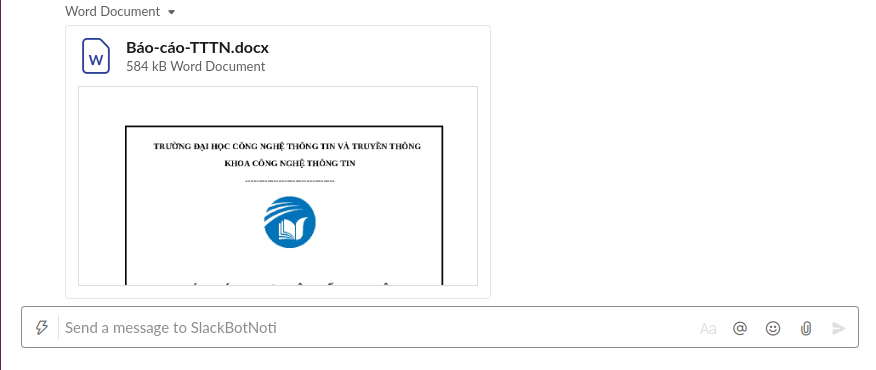 Word Document
Báo-cáo-TTTN.docx
584 kB Word Document
TRƯỜNG ĐẠI HỌC CÔNG NGHỆ THÔNG TIN VÀ TRUYỀN THÔNG
KHOA CÔNG NGHỆ THÔNG TIN
Send a message to SlackBotNoti
Aa